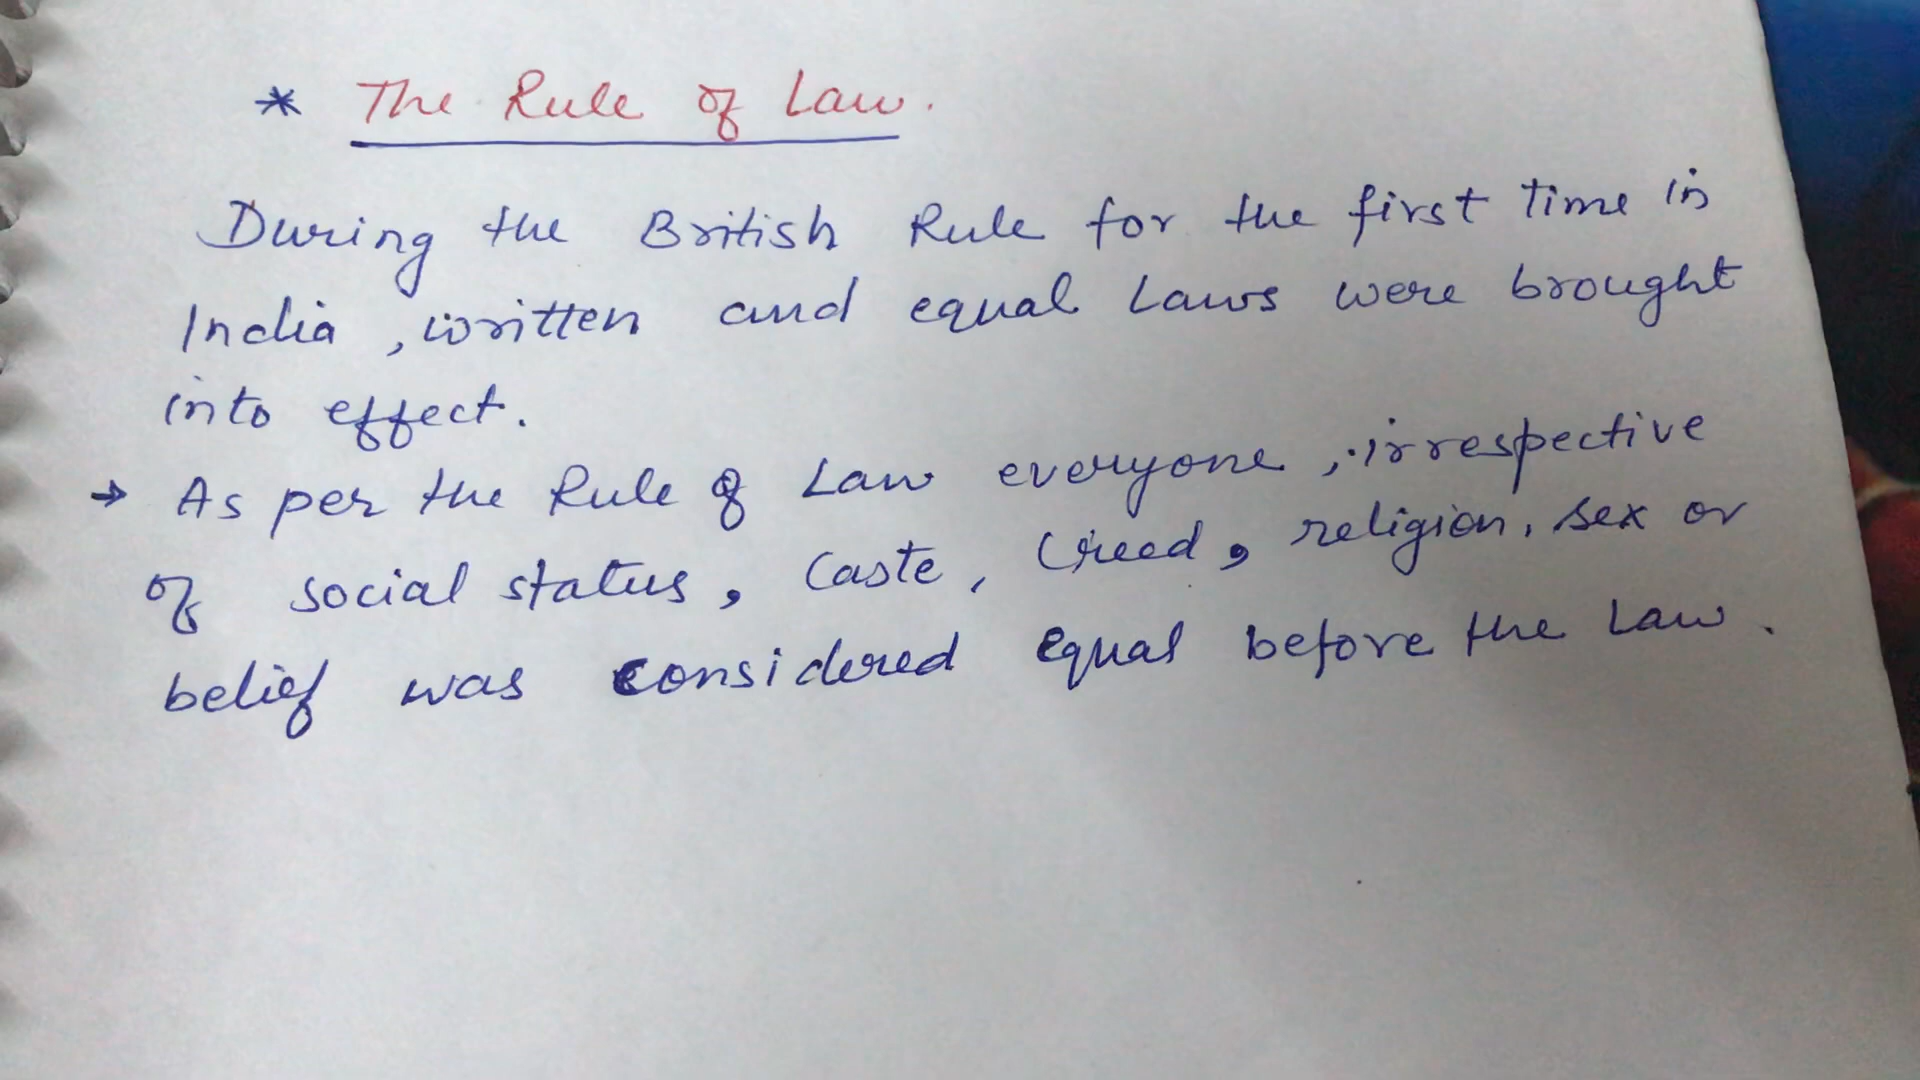 * The Rule of Law.
During the British Rule for the first time in
India, written and equal Laws were brought
into effect.
→ As per the Rule of Law everyone, irrespective
of social status, Caste, Creed, religion, sex or
belief was considered equal before the Law.